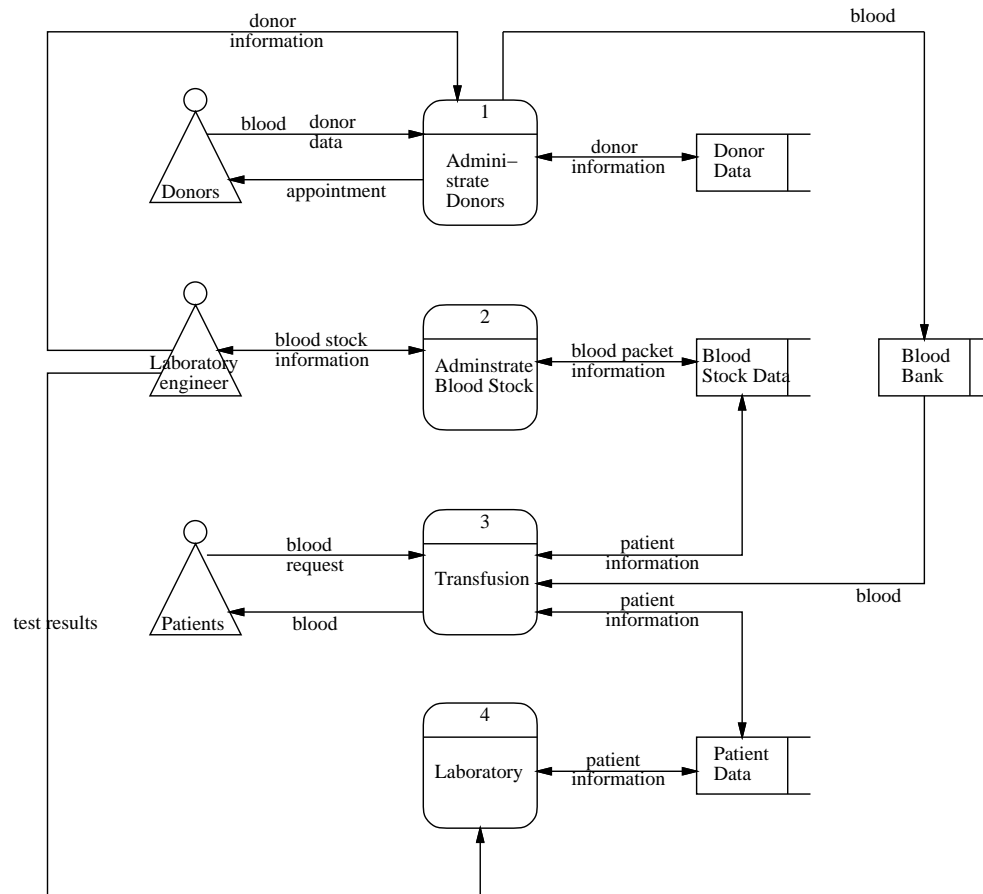 donor
information
blood
1
blood donor
data
Admini–
strate
Donors
donor
information
Donor
Data
Donors
appointment
2
blood stock
information
Laboratory
engineer
Adminstrate
Blood Stock
blood packet
information
Blood
Stock Data
Blood
Bank
3
blood
request
Transfusion
patient
information
blood
patient
information
test results
Patients
blood
4
Laboratory
patient
information
Patient
Data